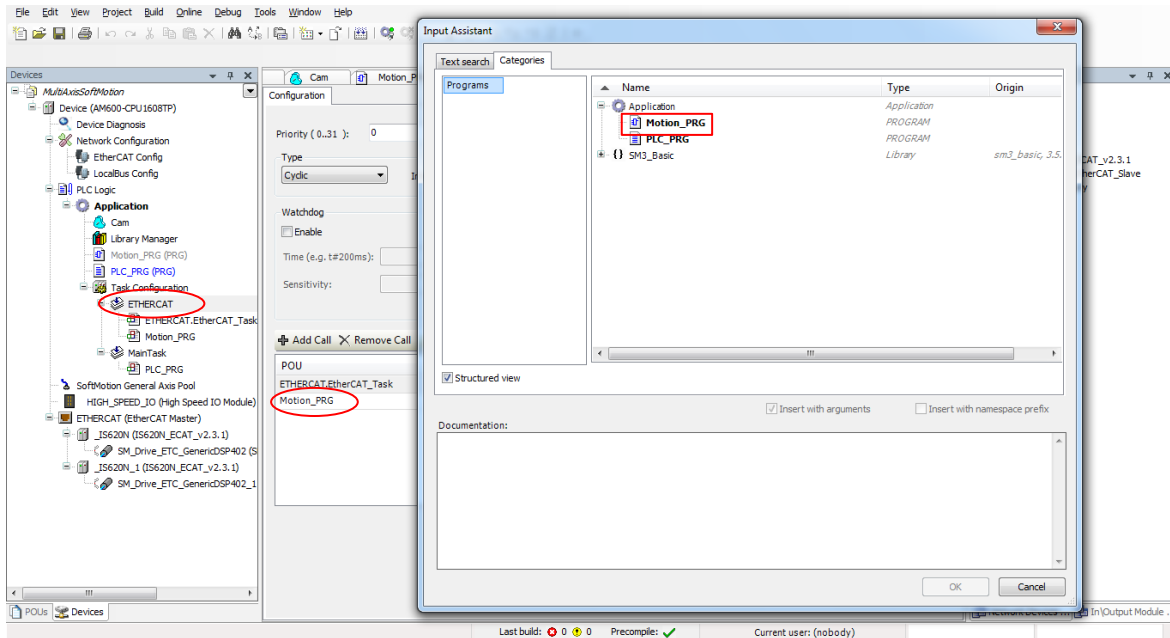 File Edit View Project Build Online Debug Tools Window Help
Devices
MultiAxisSoftMotion
Device (AM600-CPU1608TP)
Device Diagnosis
Network Configuration
EtherCAT Config
LocalBus Config
PLC Logic
Application
Cam
Library Manager
Motion_PRG (PRG)
PLC_PRG (PRG)
Task Configuration
ETHERCAT
ETHERCAT.EtherCAT_Task
Motion_PRG
MainTask
PLC_PRG
SoftMotion General Axis Pool
HIGH_SPEED_IO (High Speed IO Module)
ETHERCAT (EtherCAT Master)
_IS620N (IS620N_ECAT_v2.3.1)
SM_Drive_ETC_GenericDSP402 (S
_IS620N_1 (IS620N_ECAT_v2.3.1)
SM_Drive_ETC_GenericDSP402_1
POUs Devices
Cam Motion_P
Configuration
Priority ( 0..31 ): 0
Type
Cyclic
Watchdog
Enable
Time (e.g. t#200ms):
Sensitivity:
Add Call Remove Call
POU
ETHERCAT.EtherCAT_Task
Motion_PRG
Input Assistant
Text search Categories
Programs
Name Type Origin
Application Application
Motion_PRG PROGRAM
PLC_PRG PROGRAM
{} SM3_Basic Library sm3_basic, 3.5.
Structured view
Insert with arguments Insert with namespace prefix
Documentation:
OK Cancel
CAT_v2.3.1
herCAT_Slave
In\Output Module .
Last build: 0 0 Precompile: Current user: (nobody)